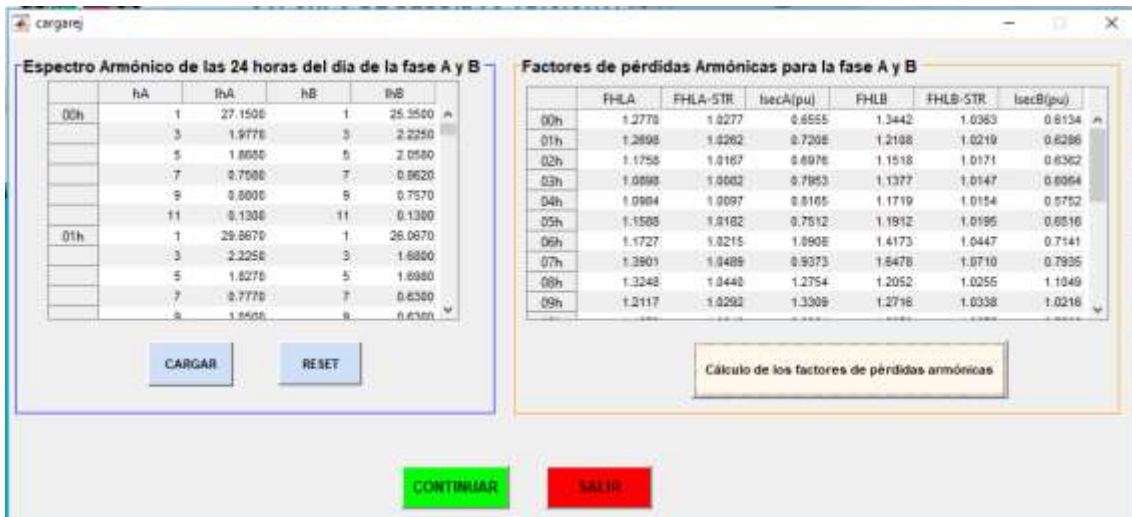 cargarej
Espectro Armónico de las 24 horas del dia de la fase A y B
hA IhA hB IhB
00h 1 27.1500 1 25.3500
3 1.9770 3 2.2250
5 1.8680 5 2.0580
7 0.7500 7 0.8620
9 0.8000 9 0.7570
11 0.1300 11 0.1300
01h 1 29.8670 1 26.0670
3 2.2250 3 1.6800
5 1.8270 5 1.6980
7 0.7770 7 0.6300
9 1.0500 9 0.6300
CARGAR RESET
Factores de pérdidas Armónicas para la fase A y B
FHLA FHLA-STR IsecA(pu) FHLB FHLB-STR IsecB(pu)
00h 1.2770 1.0277 0.6555 1.3442 1.0363 0.6134
01h 1.2698 1.0262 0.7208 1.2108 1.0219 0.6286
02h 1.1758 1.0167 0.6976 1.1518 1.0171 0.6362
03h 1.0898 1.0082 0.7953 1.1377 1.0147 0.6064
04h 1.0984 1.0097 0.8165 1.1719 1.0154 0.5752
05h 1.1588 1.0182 0.7512 1.1912 1.0195 0.6516
06h 1.1727 1.0215 1.0908 1.4173 1.0447 0.7141
07h 1.3901 1.0489 0.9373 1.6478 1.0710 0.7935
08h 1.3248 1.0440 1.2754 1.2052 1.0255 1.1049
09h 1.2117 1.0292 1.3309 1.2716 1.0338 1.0216
Cálculo de los factores de pérdidas armónicas
CONTINUAR SALIR